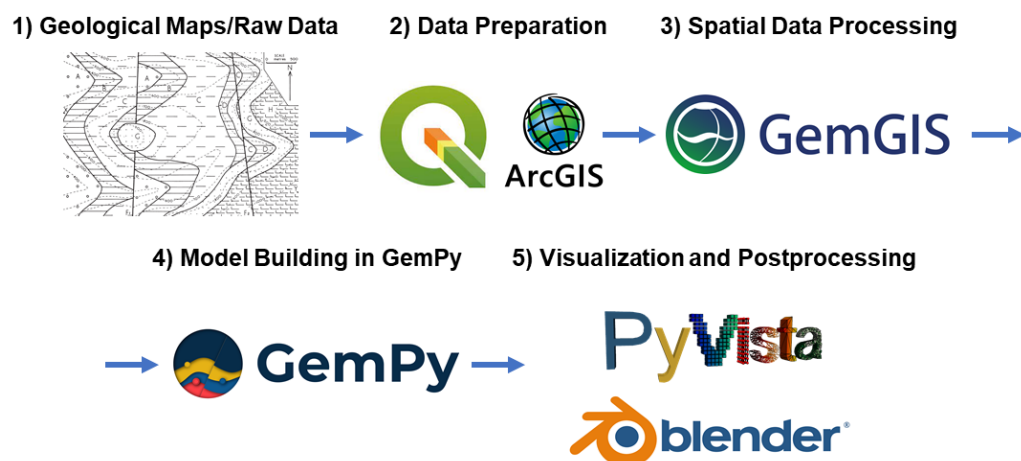 1) Geological Maps/Raw Data
2) Data Preparation
3) Spatial Data Processing
ArcGIS
GemGIS
4) Model Building in GemPy
5) Visualization and Postprocessing
GemPy
PyVista
blender®